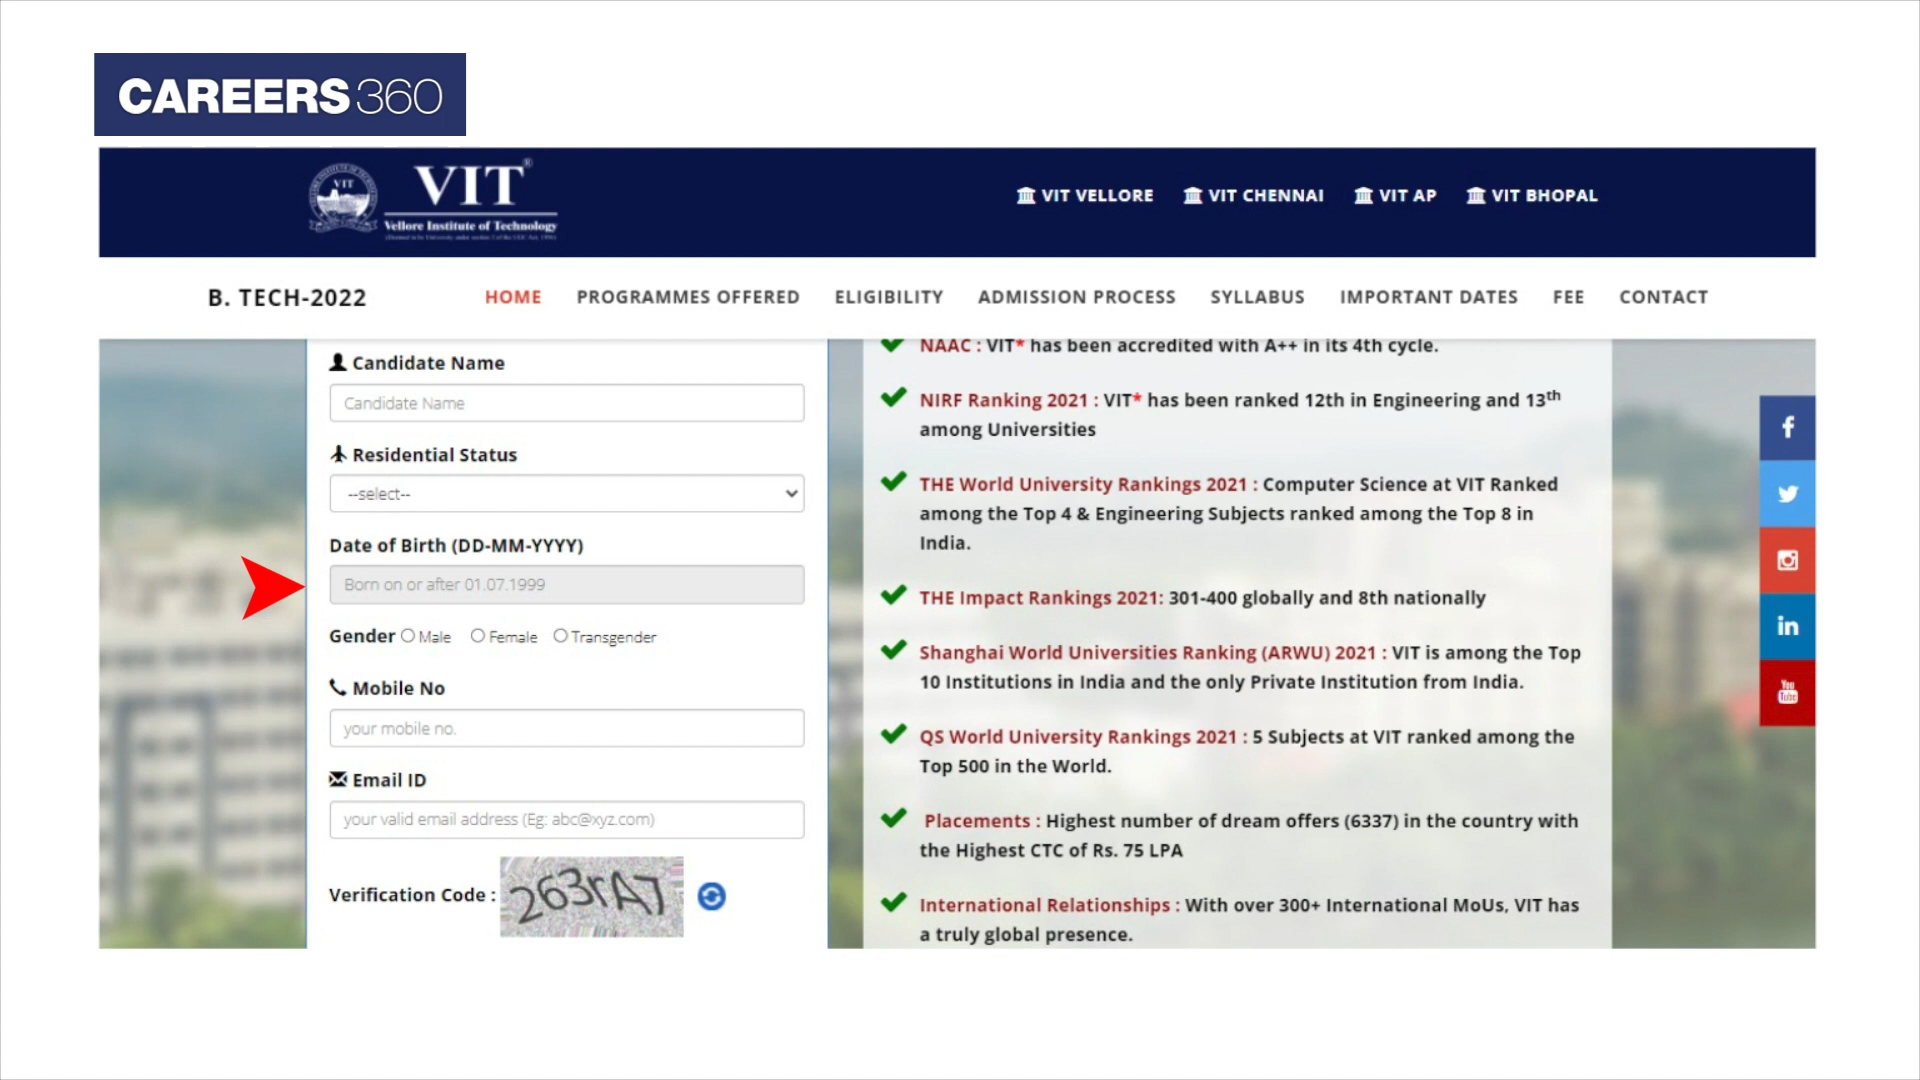 CAREERS360
VIT®
VIT
Vellore Institute of Technology
VIT VELLORE
VIT CHENNAI
VIT AP
VIT BHOPAL
B. TECH-2022
HOME
PROGRAMMES OFFERED
ELIGIBILITY
ADMISSION PROCESS
SYLLABUS
IMPORTANT DATES
FEE
CONTACT
Candidate Name
Candidate Name
Residential Status
--select--
Date of Birth (DD-MM-YYYY)
Born on or after 01.07.1999
Gender Male Female Transgender
Mobile No
your mobile no.
Email ID
your valid email address (Eg: abc@xyz.com)
Verification Code : 263rA7
NAAC : VIT* has been accredited with A++ in its 4th cycle.
NIRF Ranking 2021 : VIT* has been ranked 12th in Engineering and 13th
among Universities
THE World University Rankings 2021 : Computer Science at VIT Ranked
among the Top 4 & Engineering Subjects ranked among the Top 8 in
India.
THE Impact Rankings 2021: 301-400 globally and 8th nationally
Shanghai World Universities Ranking (ARWU) 2021 : VIT is among the Top
10 Institutions in India and the only Private Institution from India.
QS World University Rankings 2021 : 5 Subjects at VIT ranked among the
Top 500 in the World.
Placements : Highest number of dream offers (6337) in the country with
the Highest CTC of Rs. 75 LPA
International Relationships : With over 300+ International MoUs, VIT has
a truly global presence.
f
in
You
Tube